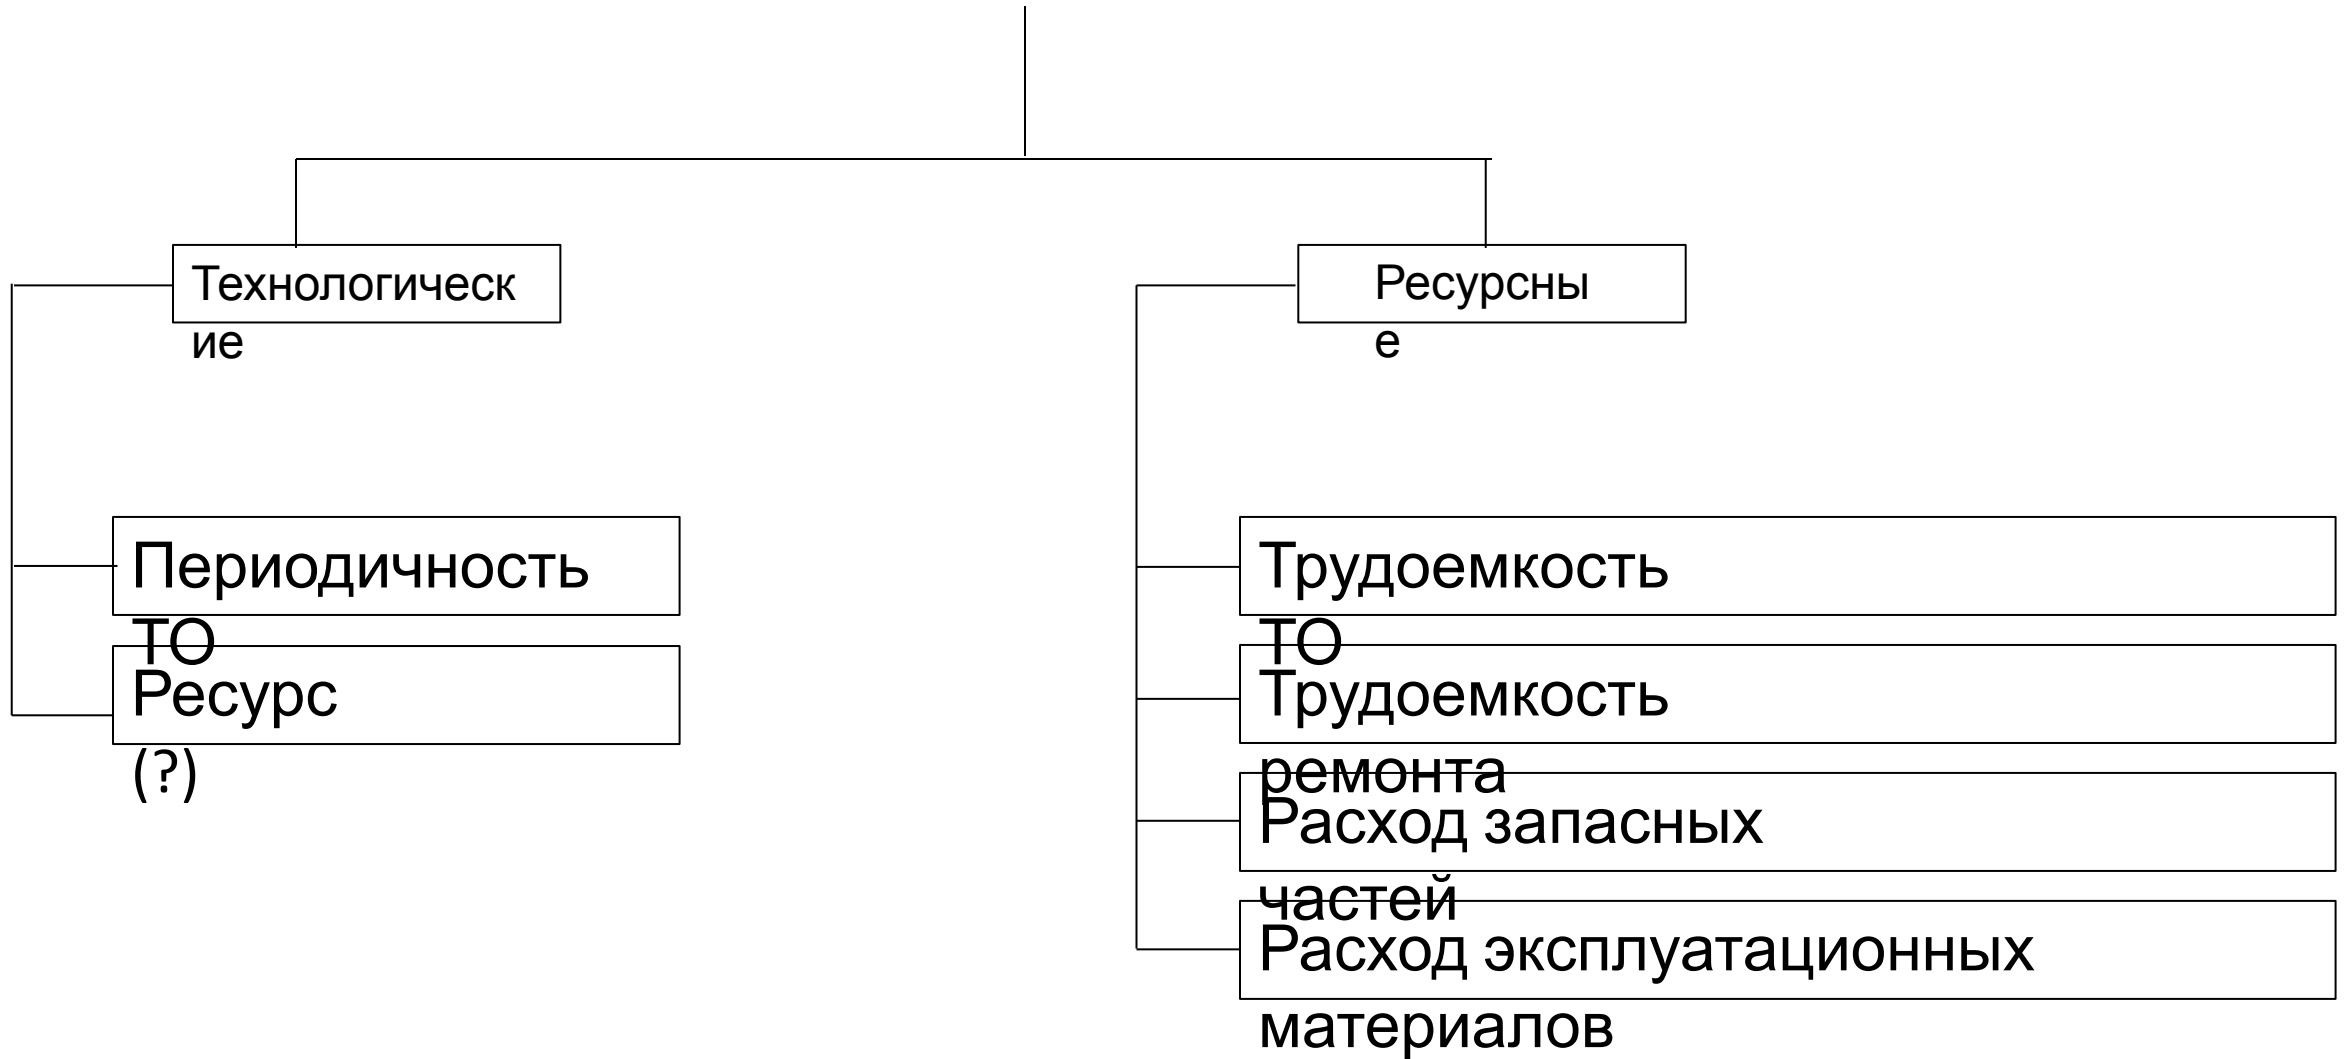 Технологическ
ие
Периодичность
ТО
Ресурс
(?)
Ресурсны
е
Трудоемкость
ТО
Трудоемкость
ремонта
Расход запасных
частей
Расход эксплуатационных
материалов